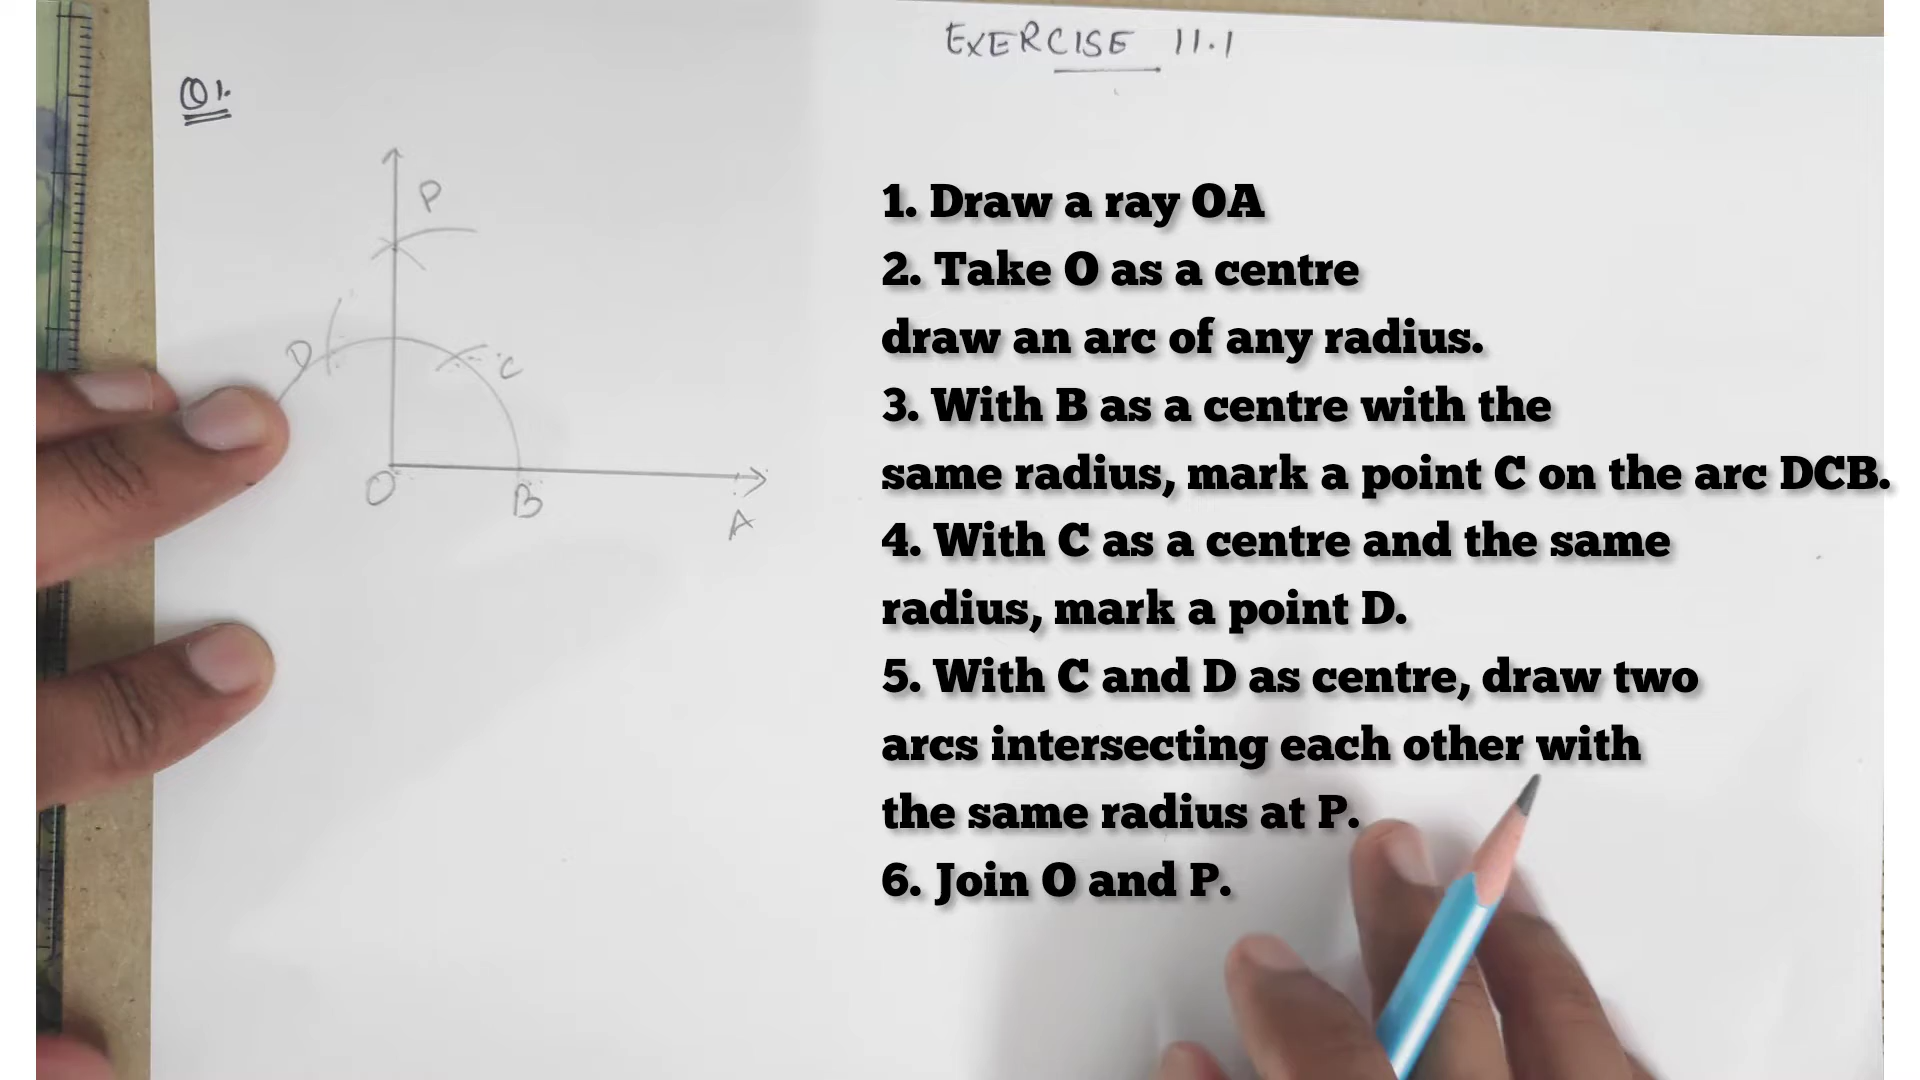 EXERCISE 11.1
Q1.
P
D
C
O
B
A
1. Draw a ray OA
2. Take O as a centre
draw an arc of any radius.
3. With B as a centre with the
same radius, mark a point C on the arc DCB.
4. With C as a centre and the same
radius, mark a point D.
5. With C and D as centre, draw two
arcs intersecting each other with
the same radius at P.
6. Join O and P.